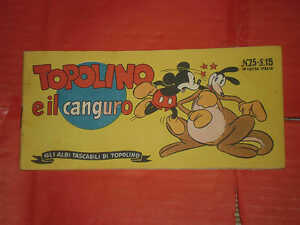 TOPOLINO
e il canguro
N. 25 - S. 15
GLI ALBI TASCABILI DI TOPOLINO